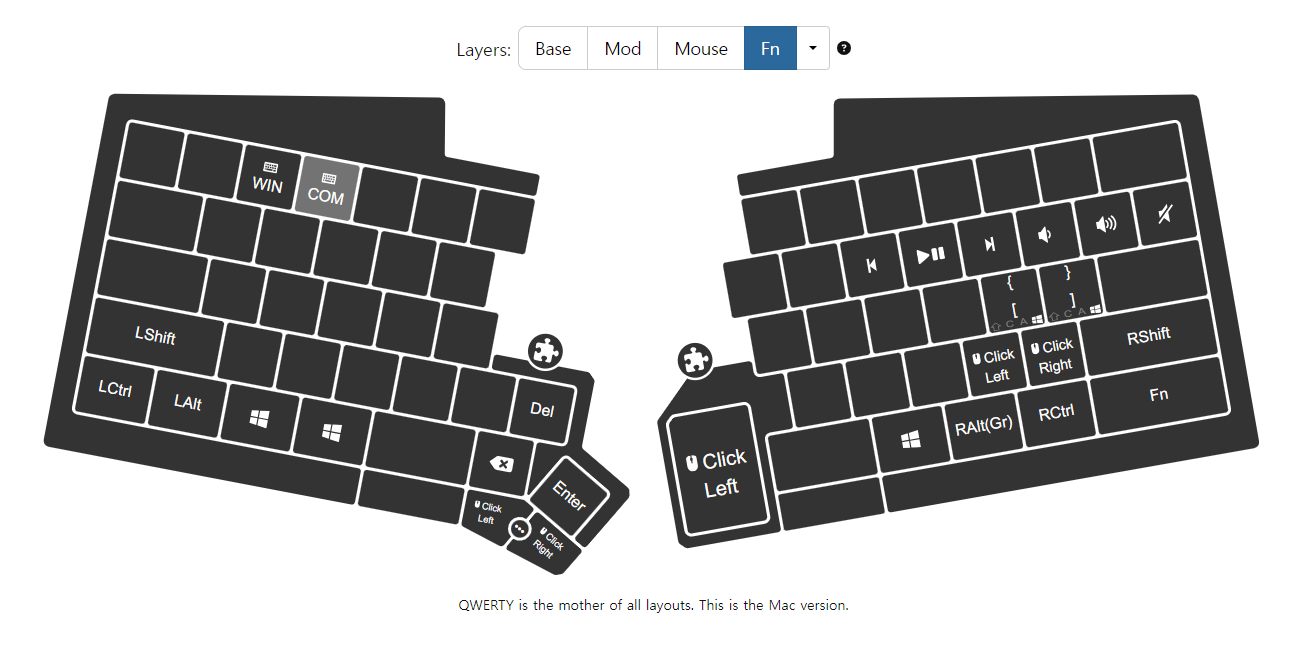 Layers: Base Mod Mouse Fn
WIN
COM
{
[
⇧ C A
}
]
⇧ C A
LShift
Click
Left
Click
Right
RShift
LCtrl
LAlt
Del
Click
Left
RAlt(Gr)
RCtrl
Fn
Enter
Click
Left
Click
Right
QWERTY is the mother of all layouts. This is the Mac version.